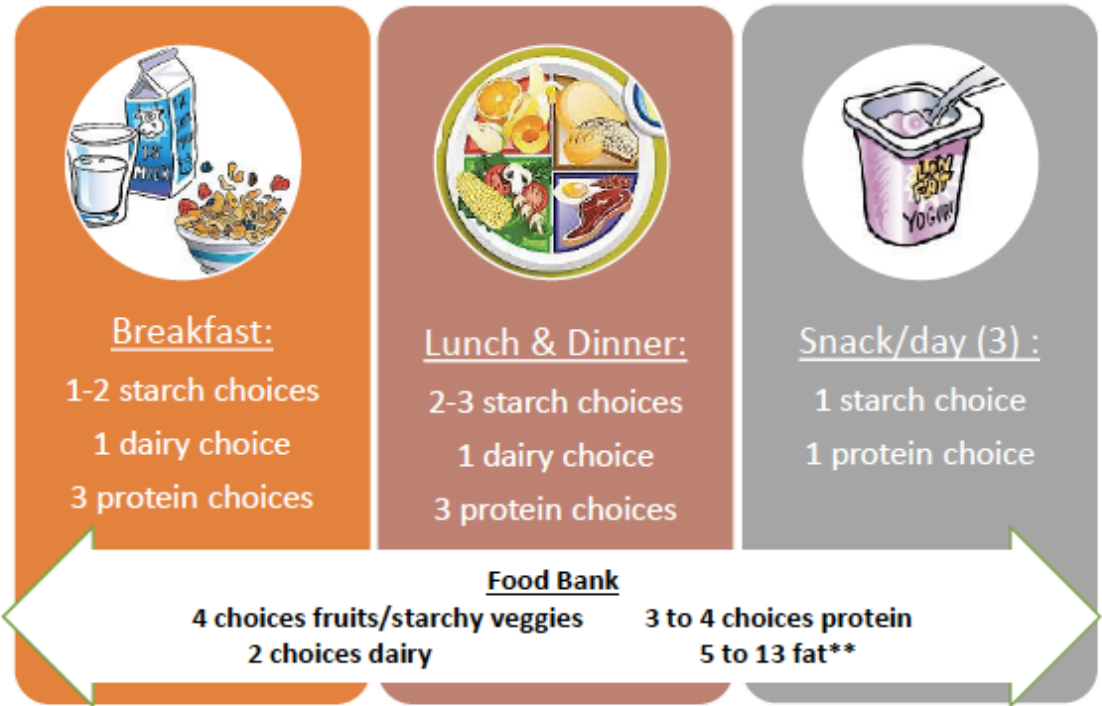 Breakfast:
1-2 starch choices
1 dairy choice
3 protein choices
Lunch & Dinner:
2-3 starch choices
1 dairy choice
3 protein choices
LOW
FAT
Snack/day (3) :
1 starch choice
1 protein choice
Food Bank
4 choices fruits/starchy veggies 3 to 4 choices protein
2 choices dairy 5 to 13 fat**